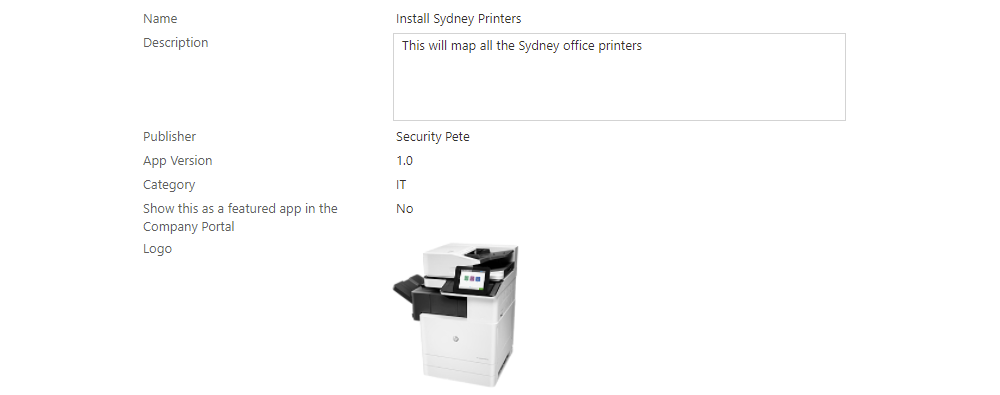 Name Install Sydney Printers
Description This will map all the Sydney office printers
Publisher Security Pete
App Version 1.0
Category IT
Show this as a featured app in the No
Company Portal
Logo